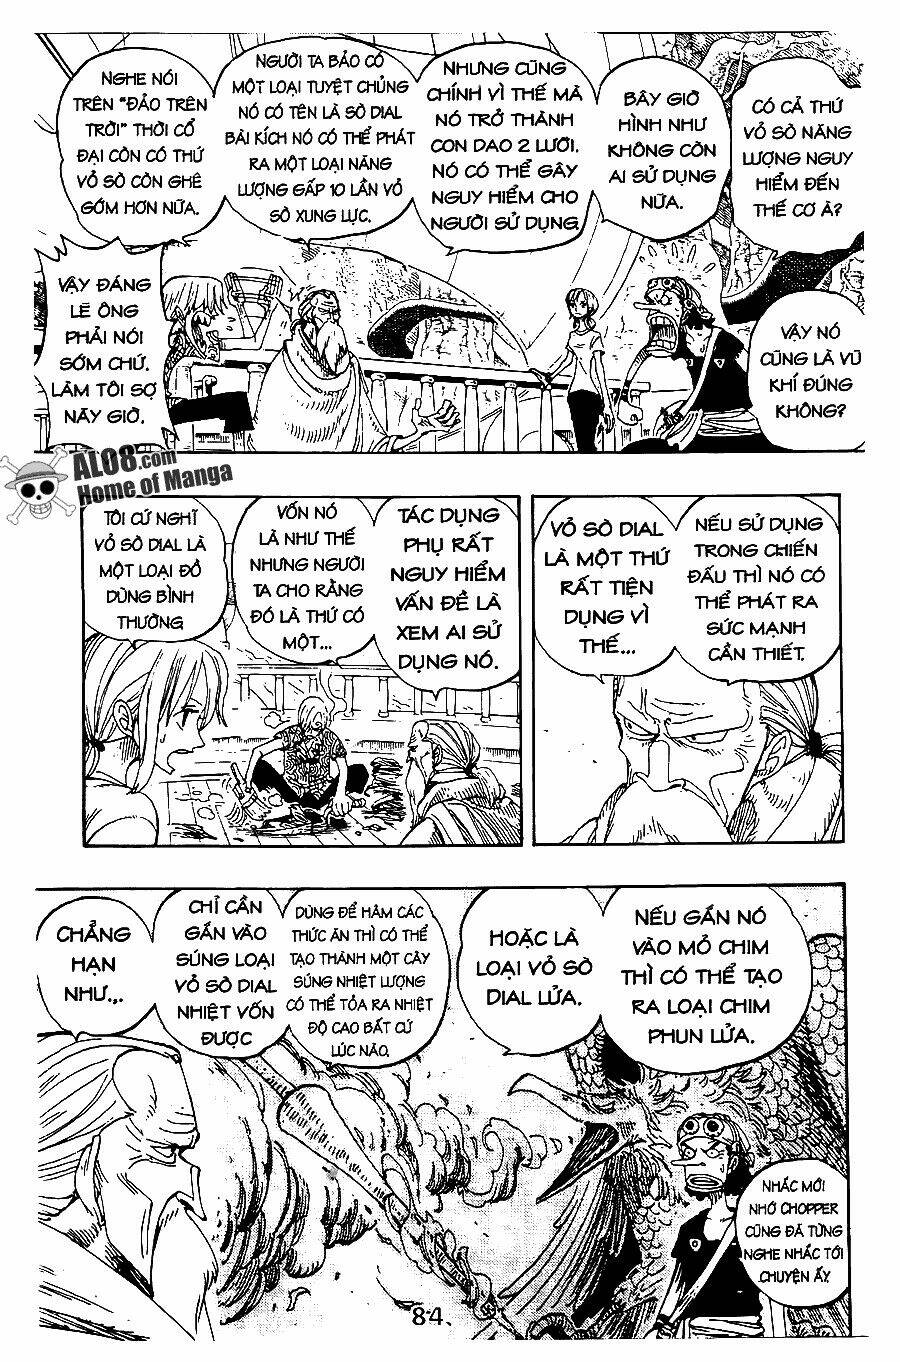 NGHE NÓI
TRÊN "ĐẢO TRÊN
TRỜI" THỜI CỔ
ĐẠI CÒN CÓ THỨ
VỎ SÒ CÒN GHÊ
GỚM HƠN NỮA.
NGƯỜI TA BẢO CÓ
MỘT LOẠI TUYỆT CHỦNG
NÓ CÓ TÊN LÀ SÒ DIAL
BÀI KÍCH NÓ CÓ THỂ PHÁT
RA MỘT LOẠI NĂNG
LƯỢNG GẤP 10 LẦN VỎ
SÒ XUNG LỰC.
NHƯNG CŨNG
CHÍNH VÌ THẾ MÀ
NÓ TRỞ THÀNH
CON DAO 2 LƯỠI.
NÓ CÓ THỂ GÂY
NGUY HIỂM CHO
NGƯỜI SỬ DỤNG.
BÂY GIỜ
HÌNH NHƯ
KHÔNG CÒN
AI SỬ DỤNG
NỮA.
CÓ CẢ THỨ
VỎ SÒ NĂNG
LƯỢNG NGUY
HIỂM ĐẾN
THẾ CƠ À?
VẬY ĐÁNG
LẼ ÔNG
PHẢI NÓI
SỚM CHỨ.
LÀM TÔI SỢ
NÃY GIỜ.
VẬY NÓ
CŨNG LÀ VŨ
KHÍ ĐÚNG
KHÔNG?
AL08.com
Home of Manga
TÔI CỨ NGHĨ
VỎ SÒ DIAL LÀ
MỘT LOẠI ĐỒ
DÙNG BÌNH
THƯỜNG
VỐN NÓ
LÀ NHƯ THẾ
NHƯNG NGƯỜI
TA CHO RẰNG
ĐÓ LÀ THỨ CÓ
MỘT...
TÁC DỤNG
PHỤ RẤT
NGUY HIỂM
VẤN ĐỀ LÀ
XEM AI SỬ
DỤNG NÓ.
VỎ SÒ DIAL
LÀ MỘT THỨ
RẤT TIỆN
DỤNG VÌ
THẾ...
NẾU SỬ DỤNG
TRONG CHIẾN
ĐẤU THÌ NÓ CÓ
THỂ PHÁT RA
SỨC MẠNH
CẦN THIẾT.
CHẲNG
HẠN
NHƯ...
CHỈ CẦN
GẮN VÀO
SÚNG LOẠI
VỎ SÒ DIAL
NHIỆT VỐN
ĐƯỢC
DÙNG ĐỂ HÂM CÁC
THỨC ĂN THÌ CÓ THỂ
TẠO THÀNH MỘT CÂY
SÚNG NHIỆT LƯỢNG
CÓ THỂ TỎA RA NHIỆT
ĐỘ CAO BẤT CỨ
LÚC NÀO.
HOẶC LÀ
LOẠI VỎ SÒ
DIAL LỬA.
NẾU GẮN NÓ
VÀO MỎ CHIM
THÌ CÓ THỂ TẠO
RA LOẠI CHIM
PHUN LỬA.
NHẮC MỚI
NHỚ CHOPPER
CŨNG ĐÃ TỪNG
NGHE NHẮC TỚI
CHUYỆN ẤY.
84